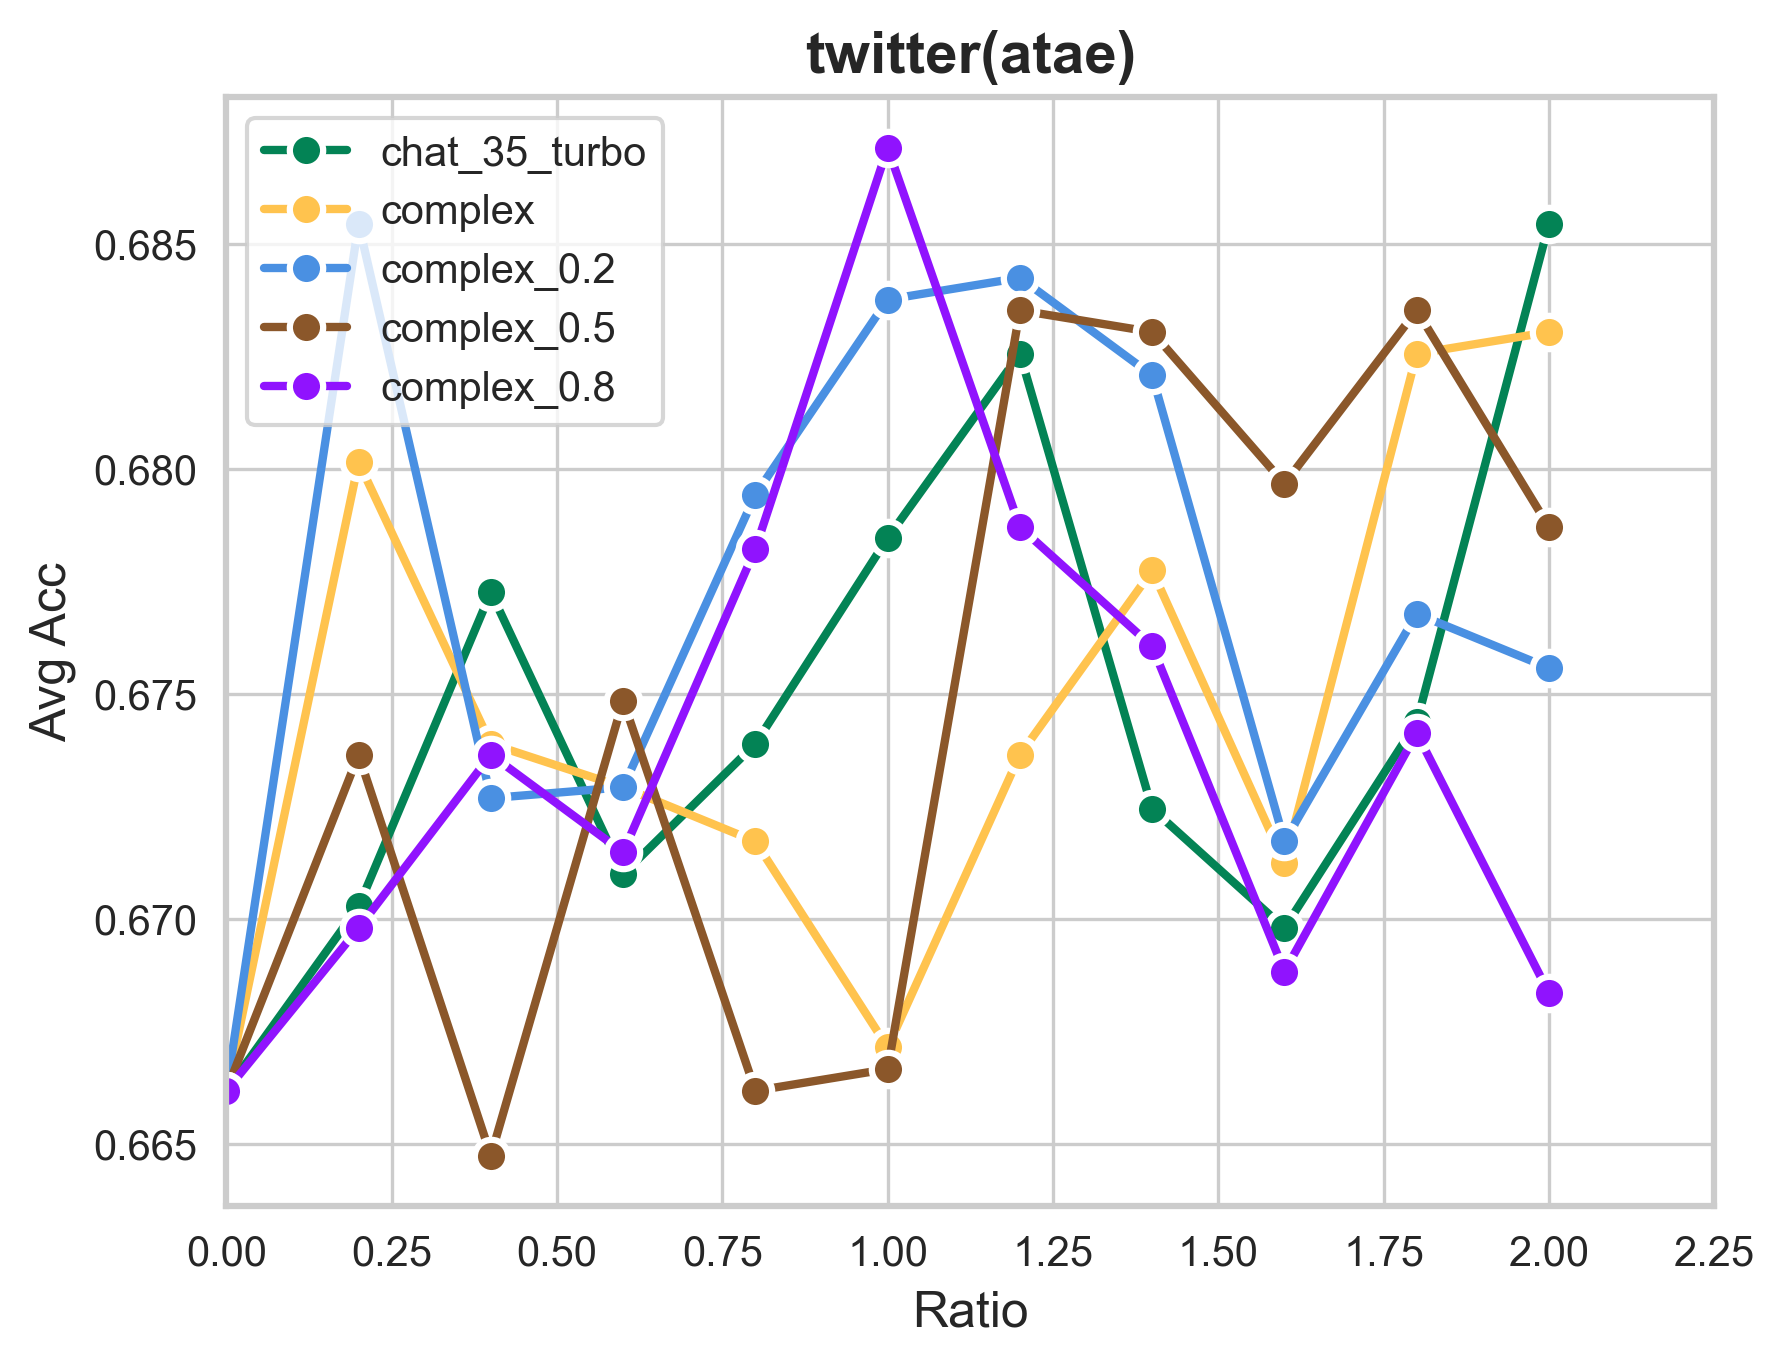 twitter(atae)
chat_35_turbo
complex
complex_0.2
complex_0.5
complex_0.8
0.685
0.680
0.675
0.670
0.665
Avg Acc
0.00 0.25 0.50 0.75 1.00 1.25 1.50 1.75 2.00 2.25
Ratio